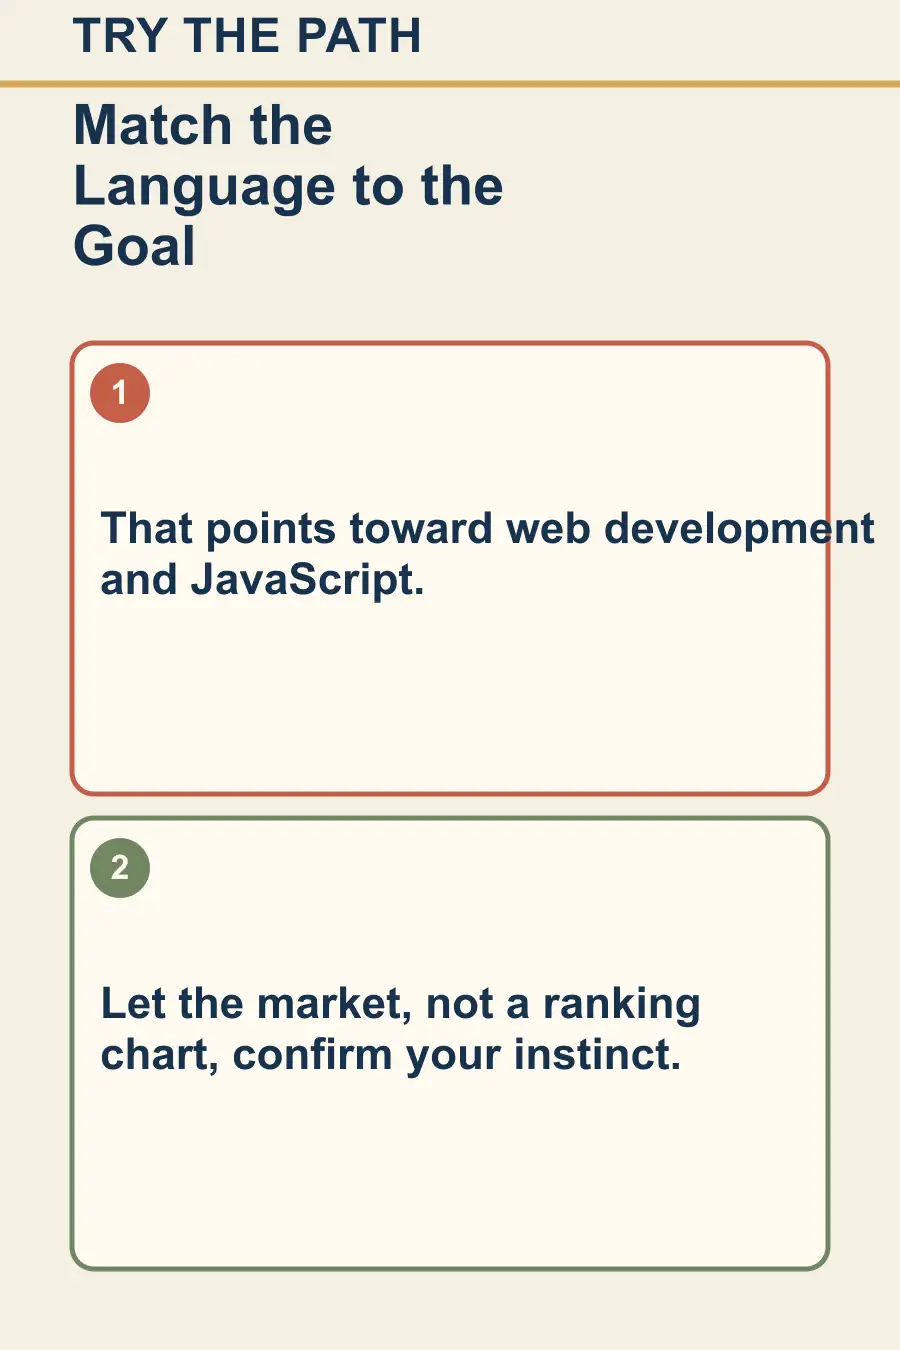 TRY THE PATH
Match the
Language to the
Goal
1
That points toward web development
and JavaScript.
2
Let the market, not a ranking
chart, confirm your instinct.